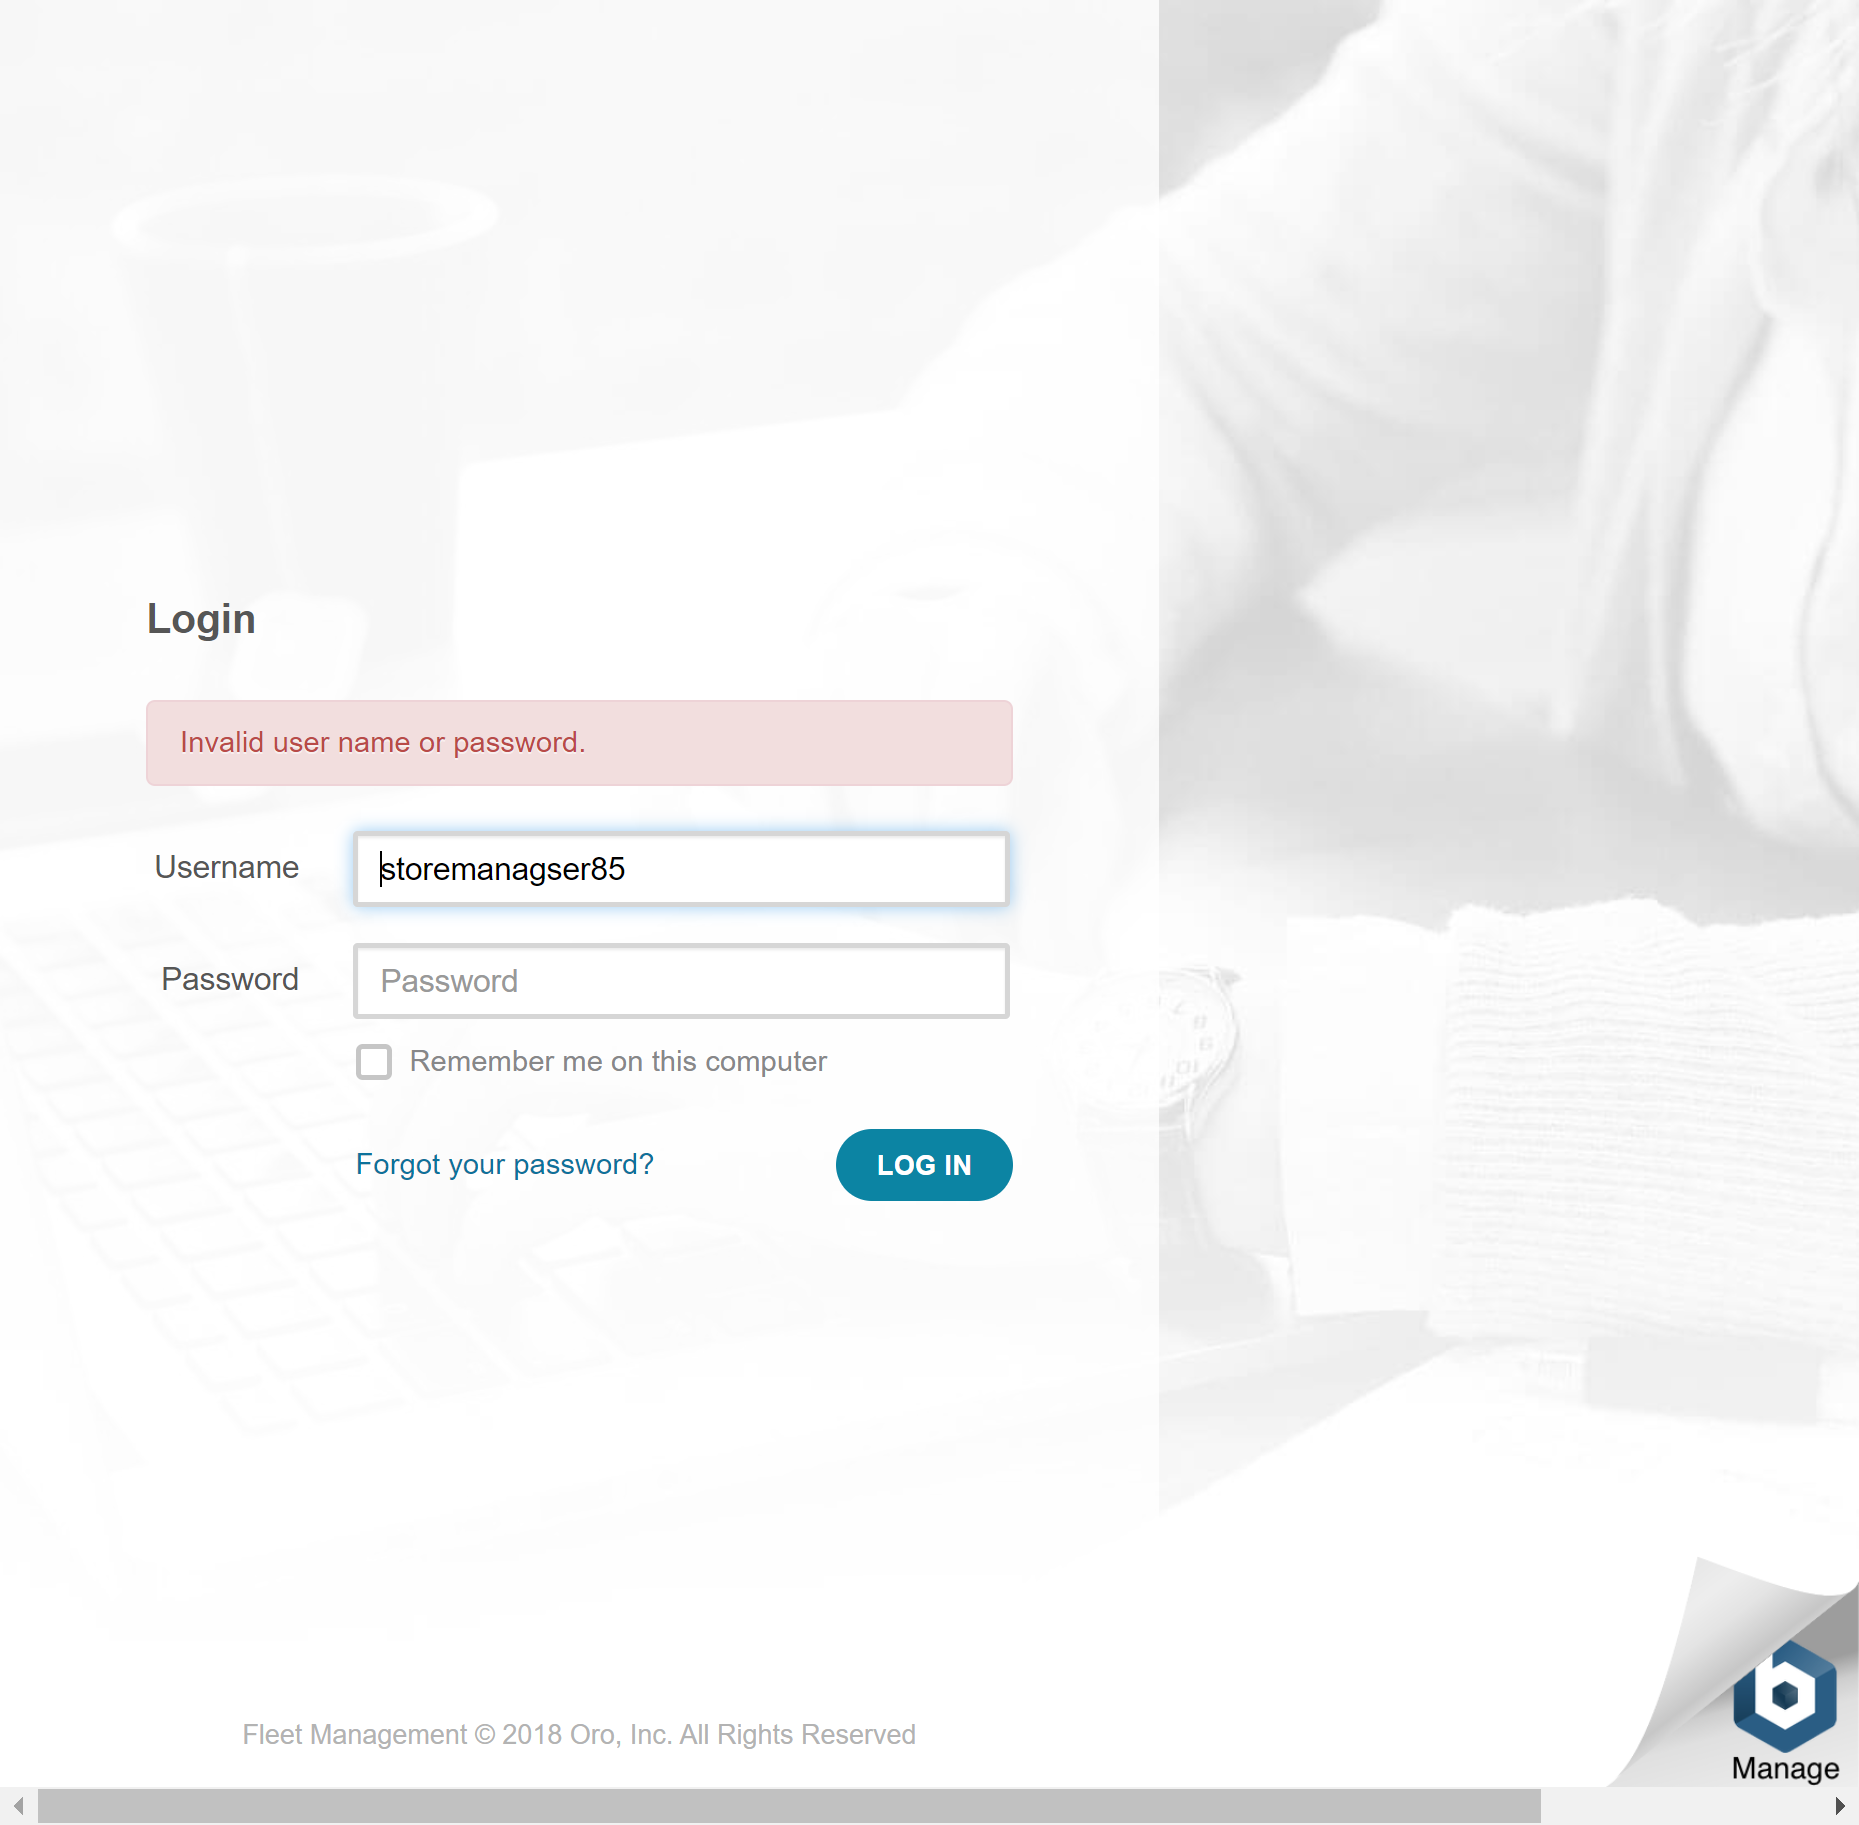 Login
Invalid user name or password.
Username
storemanagser85
Password
Password
Remember me on this computer
Forgot your password?
LOG IN
Fleet Management © 2018 Oro, Inc. All Rights Reserved
b
Manage